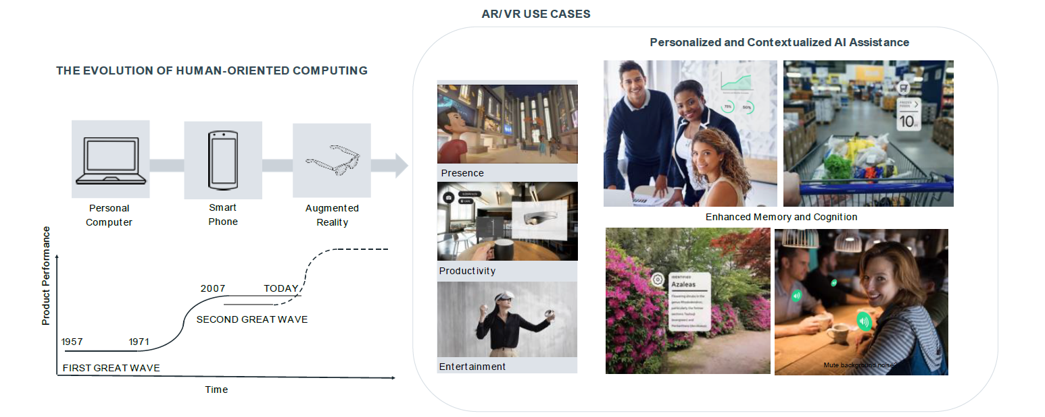 AR/VR USE CASES
THE EVOLUTION OF HUMAN-ORIENTED COMPUTING
Personal
Computer
Smart
Phone
Augmented
Reality
Product Performance
2007
TODAY
SECOND GREAT WAVE
1957
1971
FIRST GREAT WAVE
Time
Presence
Productivity
Entertainment
Personalized and Contextualized AI Assistance
10
Enhanced Memory and Cognition
Azaleas
Mute background